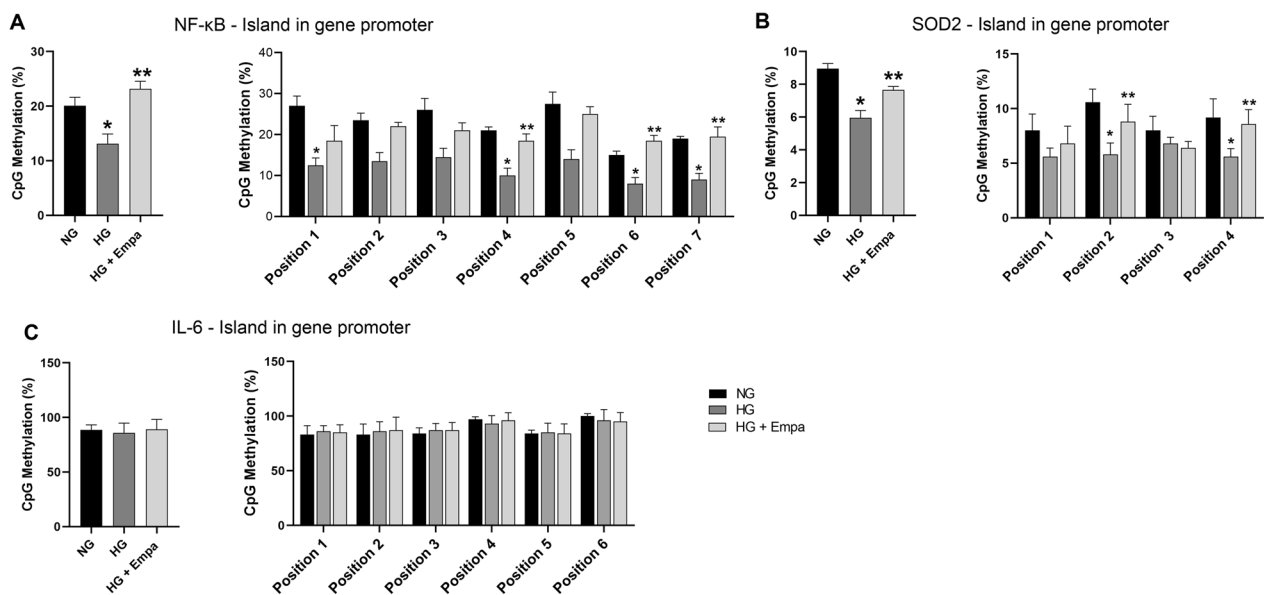 A
NF-κB - Island in gene promoter
CpG Methylation (%)
30
20
10
0
*
**
NG
HG
HG + Empa
CpG Methylation (%)
40
30
20
10
0
*
*
**
*
**
*
**
Position 1
Position 2
Position 3
Position 4
Position 5
Position 6
Position 7
B
SOD2 - Island in gene promoter
CpG Methylation (%)
10
8
6
4
2
0
*
**
NG
HG
HG + Empa
CpG Methylation (%)
15
10
5
0
*
**
*
**
Position 1
Position 2
Position 3
Position 4
C
IL-6 - Island in gene promoter
CpG Methylation (%)
150
100
50
0
NG
HG
HG + Empa
CpG Methylation (%)
150
100
50
0
Position 1
Position 2
Position 3
Position 4
Position 5
Position 6
NG
HG
HG + Empa